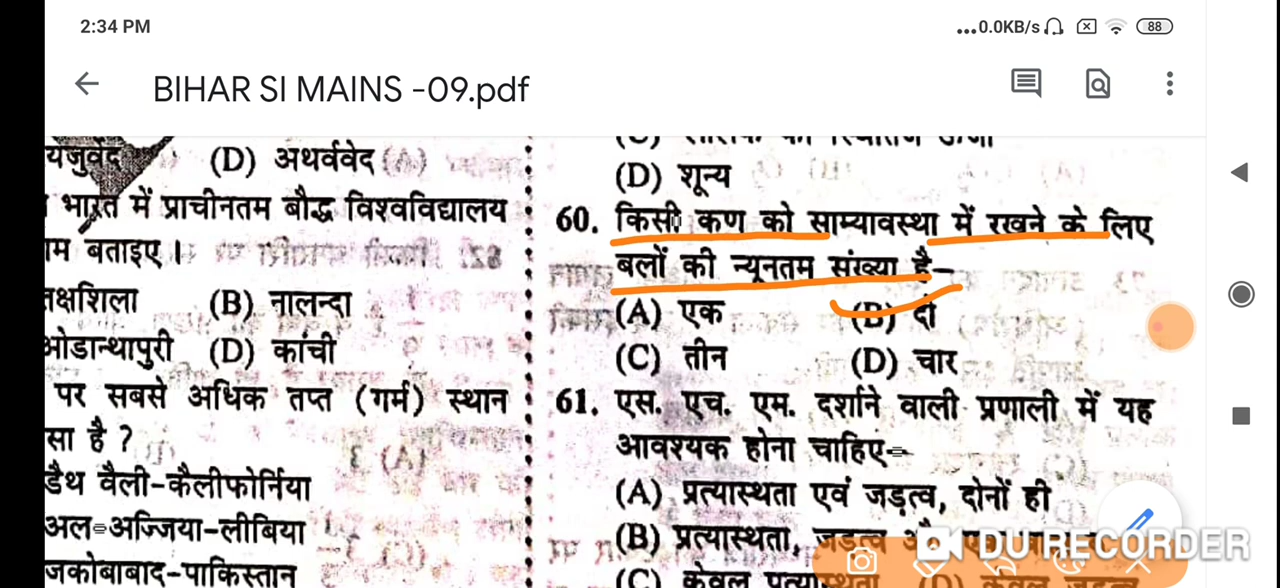 2:34 PM
...0.0KB/s
88
BIHAR SI MAINS -09.pdf
यजुर्वेद (D) अथर्ववेद
भारत में प्राचीनतम बौद्ध विश्वविद्यालय
बताइए ।
तक्षशिला (B) नालन्दा
ओडान्थापुरी (D) कांची
पर सबसे अधिक तप्त (गर्म) स्थान
सा है ?
डैथ वैली-कैलीफोर्निया
अल-अज्जिया-लीबिया
जकोबाबाद-पाकिस्तान
(D) शून्य
60. किसी कण को साम्यावस्था में रखने के लिए
बलों की न्यूनतम संख्या है-
(A) एक (B) दो
(C) तीन (D) चार
61. एस. एच. एम. दर्शाने वाली प्रणाली में यह
आवश्यक होना चाहिए-
(A) प्रत्यास्थता एवं जड़त्व, दोनों ही
(B) प्रत्यास्थता, जड़त्व
(C) केवल (D) केवल
DU RECORDER